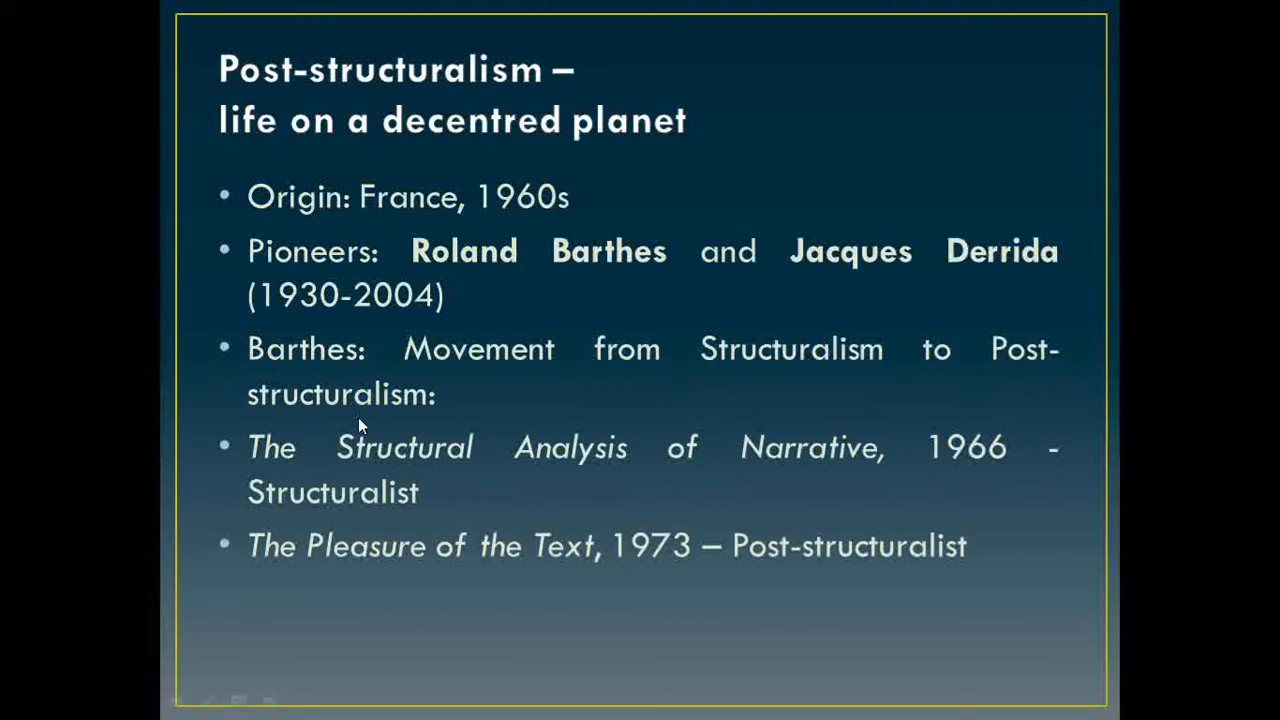 Post-structuralism –
life on a decentred planet
• Origin: France, 1960s
• Pioneers: Roland Barthes and Jacques Derrida
(1930-2004)
• Barthes: Movement from Structuralism to Post-
structuralism:
• The Structural Analysis of Narrative, 1966 -
Structuralist
• The Pleasure of the Text, 1973 – Post-structuralist